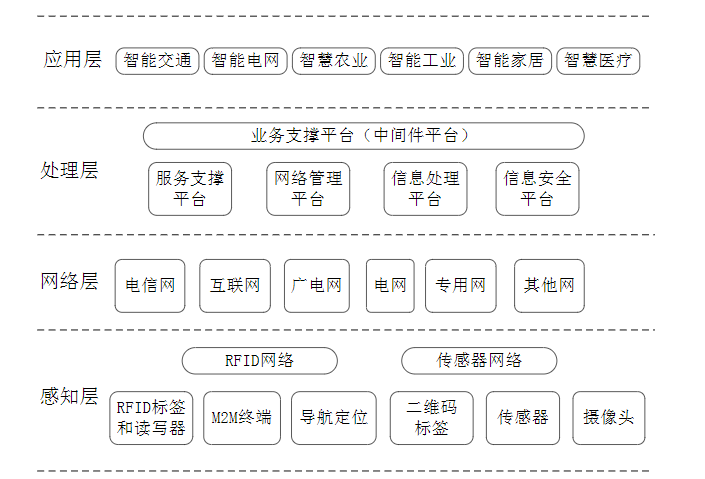 应用层
智能交通
智能电网
智慧农业
智能工业
智能家居
智慧医疗
业务支撑平台（中间件平台）
处理层
服务支撑
平台
网络管理
平台
信息处理
平台
信息安全
平台
网络层
电信网
互联网
广电网
电网
专用网
其他网
RFID网络
传感器网络
感知层
RFID标签
和读写器
M2M终端
导航定位
二维码
标签
传感器
摄像头